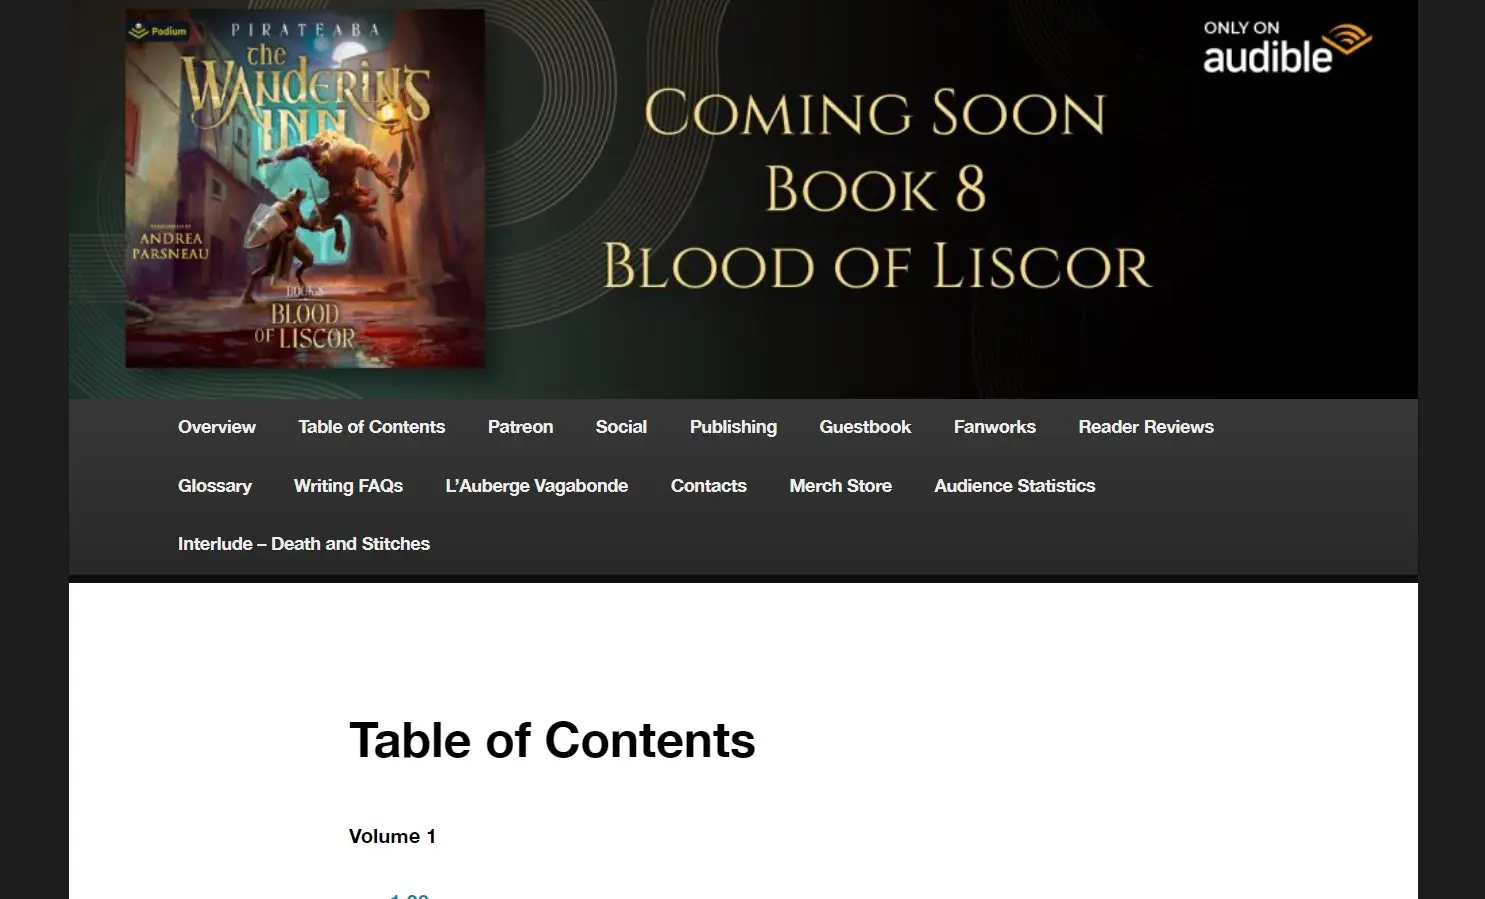 Podium
PIRATEABA
the
WANDERING
INN
PERFORMED BY
ANDREA
PARSNEAU
BOOK 8
BLOOD
OF LISCOR
ONLY ON
audible
COMING SOON
BOOK 8
BLOOD OF LISCOR
Overview Table of Contents Patreon Social Publishing Guestbook Fanworks Reader Reviews
Glossary Writing FAQs L’Auberge Vagabonde Contacts Merch Store Audience Statistics
Interlude – Death and Stitches
Table of Contents
Volume 1